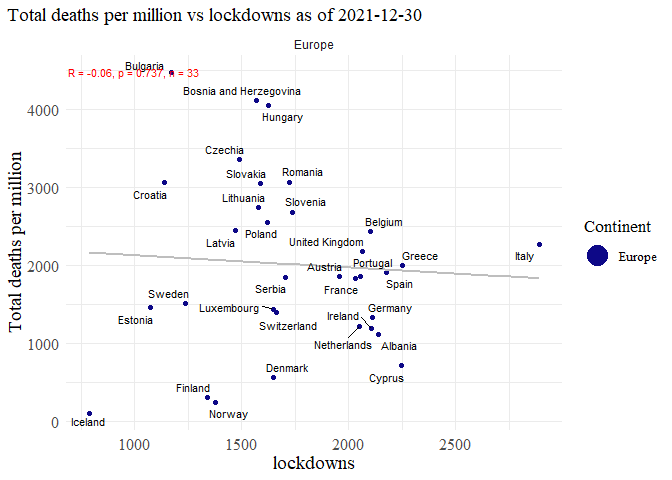 Total deaths per million vs lockdowns as of 2021-12-30
Europe
Bulgaria
R = -0.06, p = 0.737, n = 33
Bosnia and Herzegovina
4000
Hungary
Czechia
Slovakia
Romania
3000
Croatia
Lithuania
Slovenia
Poland
Belgium
Latvia
United Kingdom
Continent
Greece
Italy
Europe
2000
Austria
Portugal
Spain
Serbia
France
Sweden
Luxembourg
Germany
Estonia
Ireland
Switzerland
1000
Netherlands
Albania
Denmark
Cyprus
Finland
Norway
0
Iceland
1000
1500
2000
2500
lockdowns
Total deaths per million